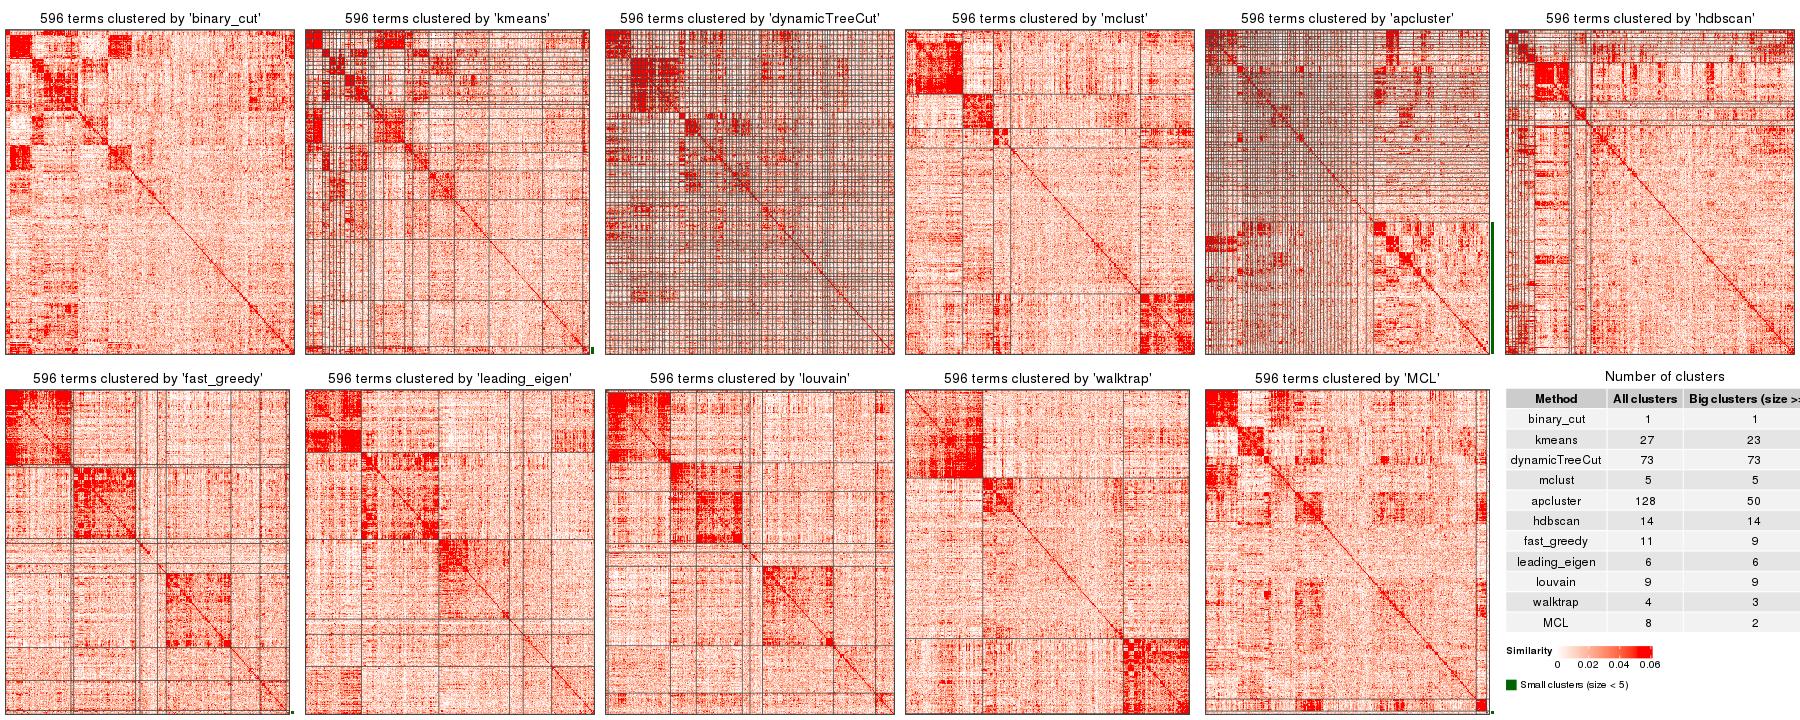 596 terms clustered by 'binary_cut'
596 terms clustered by 'kmeans'
596 terms clustered by 'dynamicTreeCut'
596 terms clustered by 'mclust'
596 terms clustered by 'apcluster'
596 terms clustered by 'hdbscan'
596 terms clustered by 'fast_greedy'
596 terms clustered by 'leading_eigen'
596 terms clustered by 'louvain'
596 terms clustered by 'walktrap'
596 terms clustered by 'MCL'
Number of clusters
Method All clusters Big clusters (size >=
binary_cut 1 1
kmeans 27 23
dynamicTreeCut 73 73
mclust 5 5
apcluster 128 50
hdbscan 14 14
fast_greedy 11 9
leading_eigen 6 6
louvain 9 9
walktrap 4 3
MCL 8 2
Similarity
0 0.02 0.04 0.06
Small clusters (size < 5)